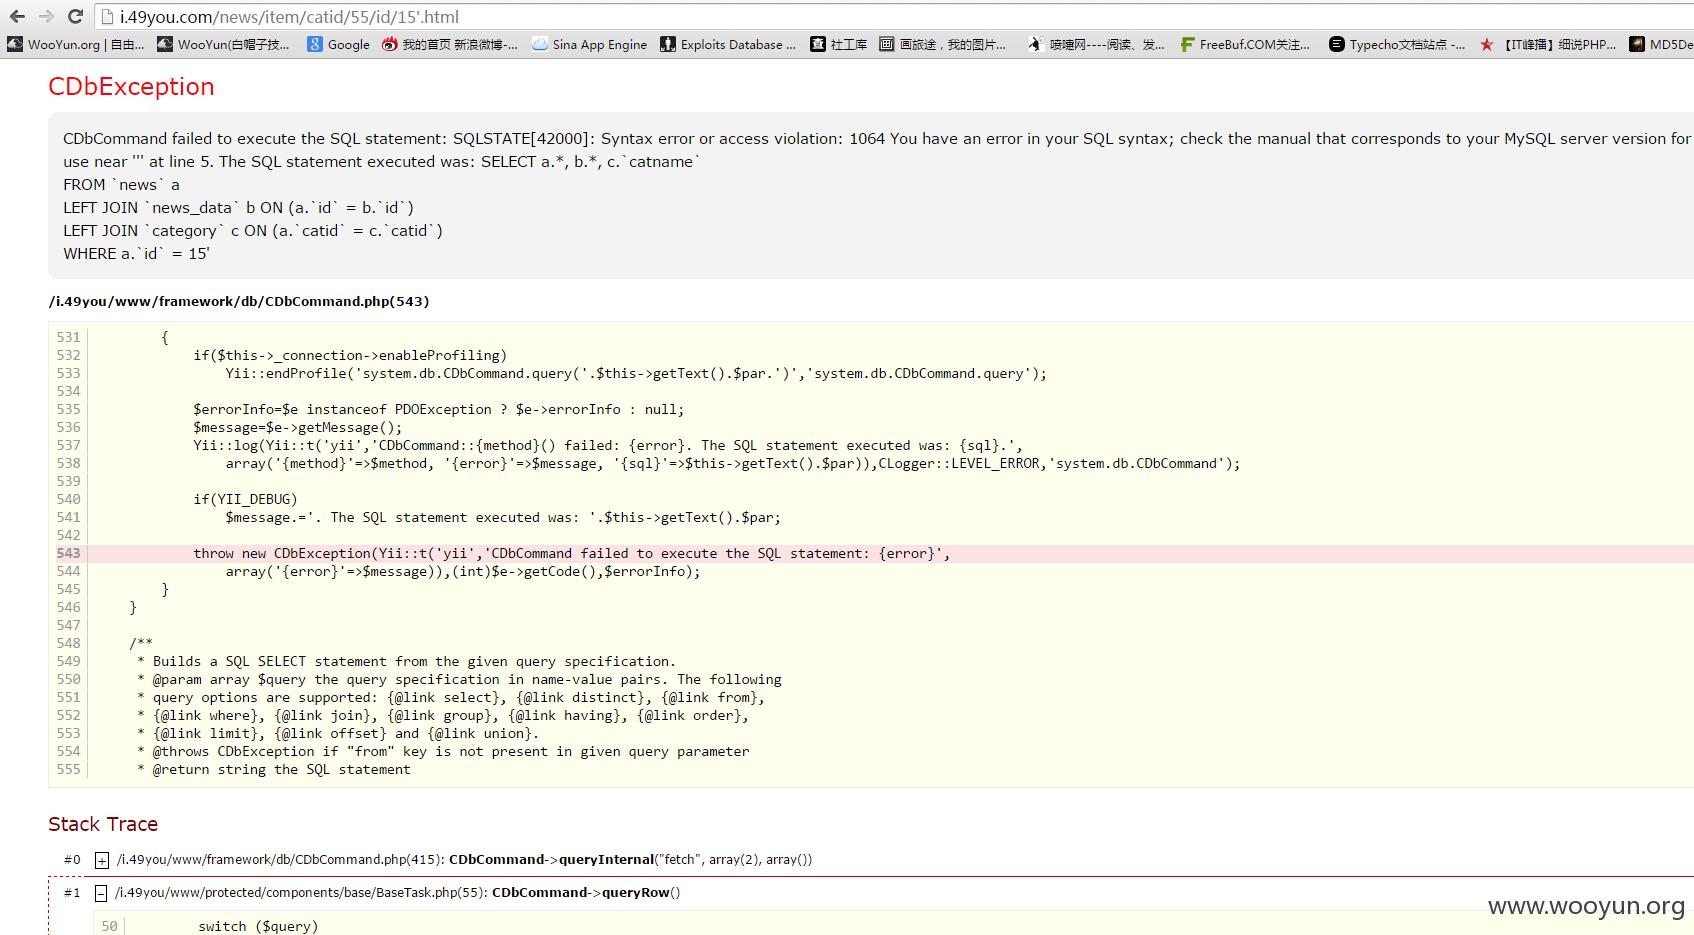 i.49you.com/news/item/catid/55/id/15'.html
WooYun.org | 自由... WooYun(白帽子技... Google 我的首页 新浪微博-... Sina App Engine Exploits Database ... 社工库 画旅途，我的图片... 喷嚏网----阅读、发... FreeBuf.COM关注... Typecho文档站点 -... 【IT峰播】细说PHP... MD5De
CDbException
CDbCommand failed to execute the SQL statement: SQLSTATE[42000]: Syntax error or access violation: 1064 You have an error in your SQL syntax; check the manual that corresponds to your MySQL server version for
use near ''' at line 5. The SQL statement executed was: SELECT a.*, b.*, c.`catname`
FROM `news` a
LEFT JOIN `news_data` b ON (a.`id` = b.`id`)
LEFT JOIN `category` c ON (a.`catid` = c.`catid`)
WHERE a.`id` = 15'
/i.49you/www/framework/db/CDbCommand.php(543)
531 {
532 if($this->_connection->enableProfiling)
533 Yii::endProfile('system.db.CDbCommand.query('.$this->getText().$par.')','system.db.CDbCommand.query');
534
535 $errorInfo=$e instanceof PDOException ? $e->errorInfo : null;
536 $message=$e->getMessage();
537 Yii::log(Yii::t('yii','CDbCommand::{method}() failed: {error}. The SQL statement executed was: {sql}.',
538 array('{method}'=>$method, '{error}'=>$message, '{sql}'=>$this->getText().$par)),CLogger::LEVEL_ERROR,'system.db.CDbCommand');
539
540 if(YII_DEBUG)
541 $message.='. The SQL statement executed was: '.$this->getText().$par;
542
543 throw new CDbException(Yii::t('yii','CDbCommand failed to execute the SQL statement: {error}',
544 array('{error}'=>$message)),(int)$e->getCode(),$errorInfo);
545 }
546 }
547
548 /**
549 * Builds a SQL SELECT statement from the given query specification.
550 * @param array $query the query specification in name-value pairs. The following
551 * query options are supported: {@link select}, {@link distinct}, {@link from},
552 * {@link where}, {@link join}, {@link group}, {@link having}, {@link order},
553 * {@link limit}, {@link offset} and {@link union}.
554 * @throws CDbException if "from" key is not present in given query parameter
555 * @return string the SQL statement
Stack Trace
#0 + /i.49you/www/framework/db/CDbCommand.php(415): CDbCommand->queryInternal("fetch", array(2), array())
#1 – /i.49you/www/protected/components/base/BaseTask.php(55): CDbCommand->queryRow()
50 switch ($query)
www.wooyun.org